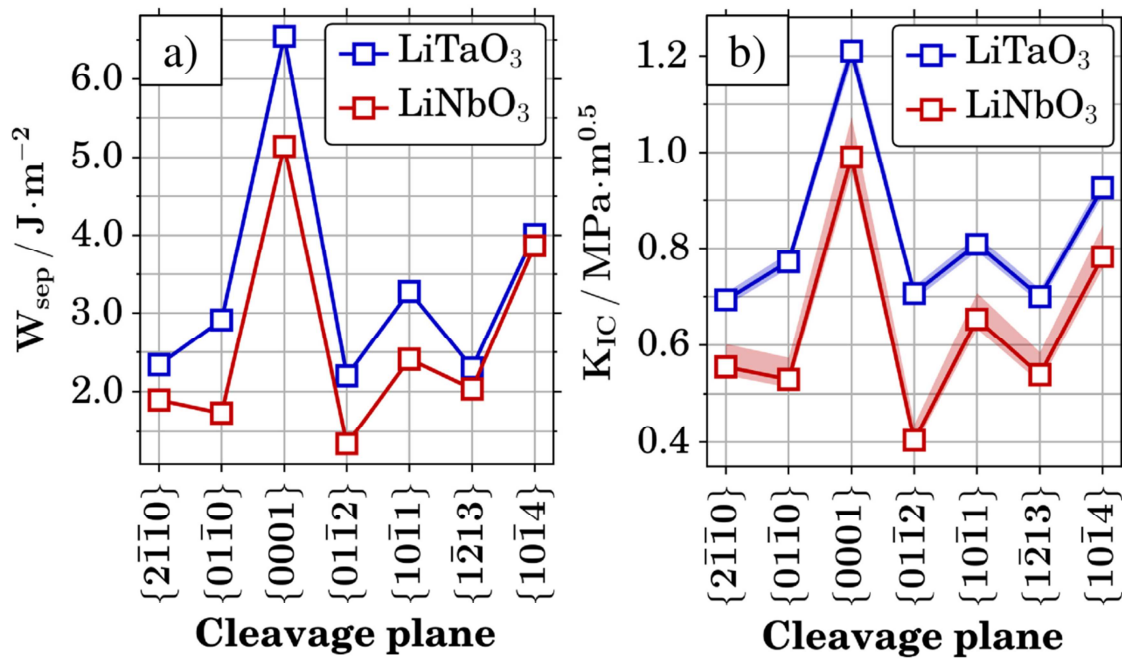 a)
LiTaO₃
LiNbO₃
W_sep / J·m⁻²
6.0
5.0
4.0
3.0
2.0
{21̄1̄0}
{011̄0}
{0001}
{011̄2}
{101̄1}
{12̄13}
{101̄4}
Cleavage plane
b)
LiTaO₃
LiNbO₃
K_IC / MPa·m^0.5
1.2
1.0
0.8
0.6
0.4
{21̄1̄0}
{011̄0}
{0001}
{011̄2}
{101̄1}
{12̄13}
{101̄4}
Cleavage plane